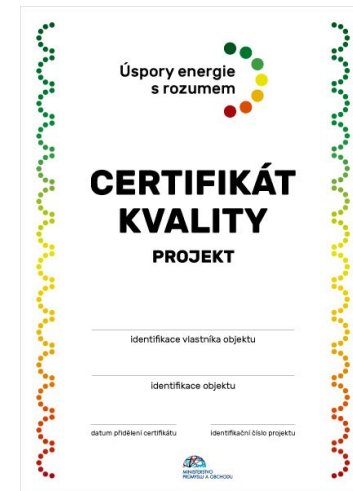 Úspory energie
s rozumem
CERTIFIKÁT
KVALITY
PROJEKT
identifikace vlastníka objektu
identifikace objektu
datum přidělení certifikátu identifikační číslo projektu
MINISTERSTVO
PRŮMYSLU A OBCHODU